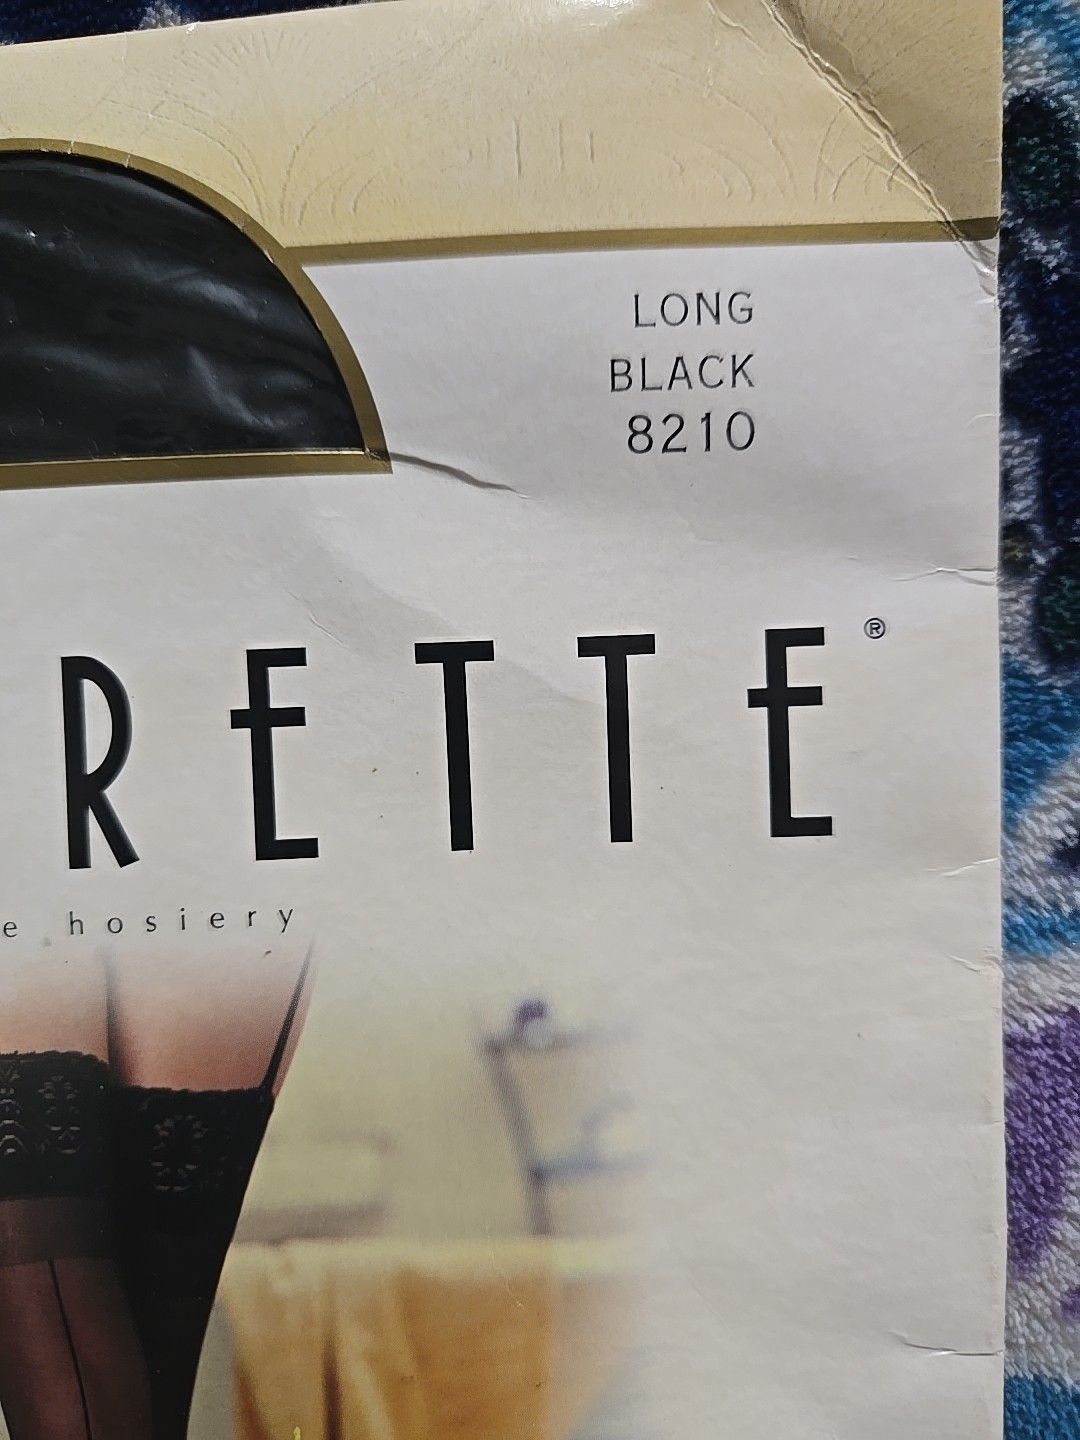 LONG
BLACK
8210
RETTE®
e hosiery